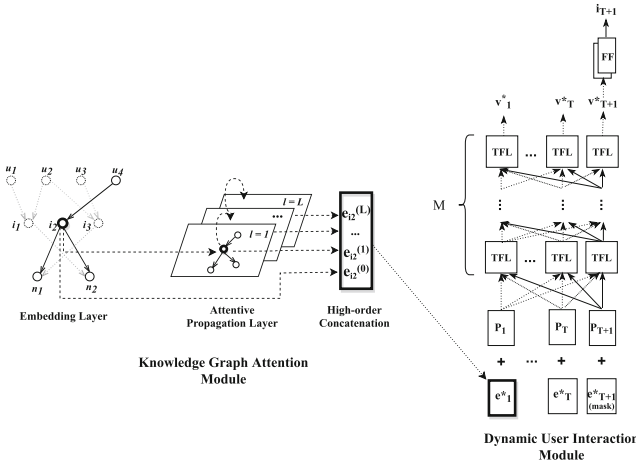 i_{T+1}
FF
v*_1 v*_T v*_{T+1}
TFL ... TFL TFL
M
TFL ... TFL TFL
P_1 P_T P_{T+1}
+ ... + +
e*_1 e*_T e*_{T+1}
(mask)
Dynamic User Interaction
Module
u_1 u_2 u_3 u_4
i_1 i_2 i_3
n_1 n_2
Embedding Layer
l = L
...
l = 1
Attentive
Propagation Layer
e_{i2}^{(L)}
...
e_{i2}^{(1)}
e_{i2}^{(0)}
High-order
Concatenation
Knowledge Graph Attention
Module